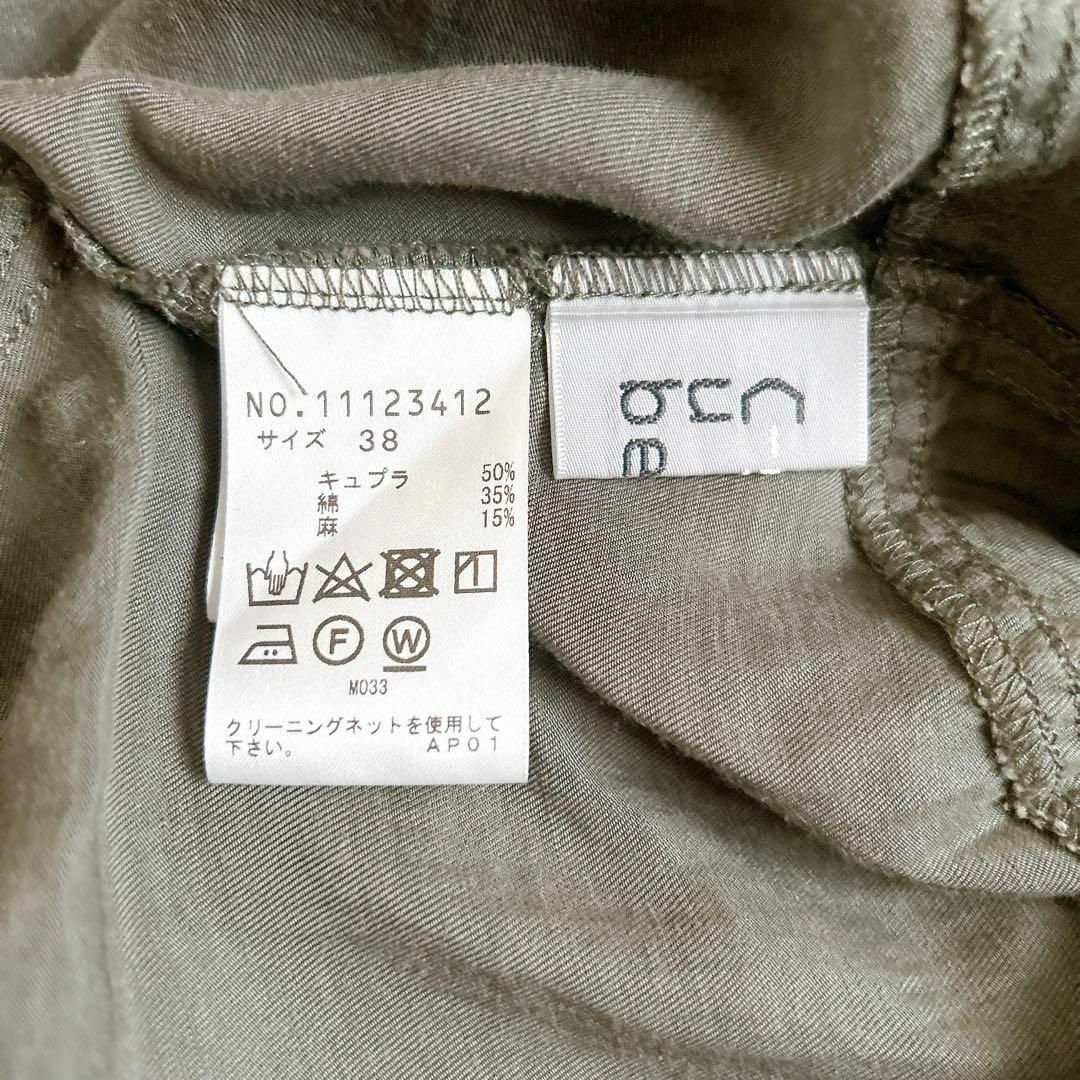 NO.11123412
サイズ 38
キュプラ 50%
綿 35%
麻 15%
F W
M033
クリーニングネットを使用して
下さい。 AP01